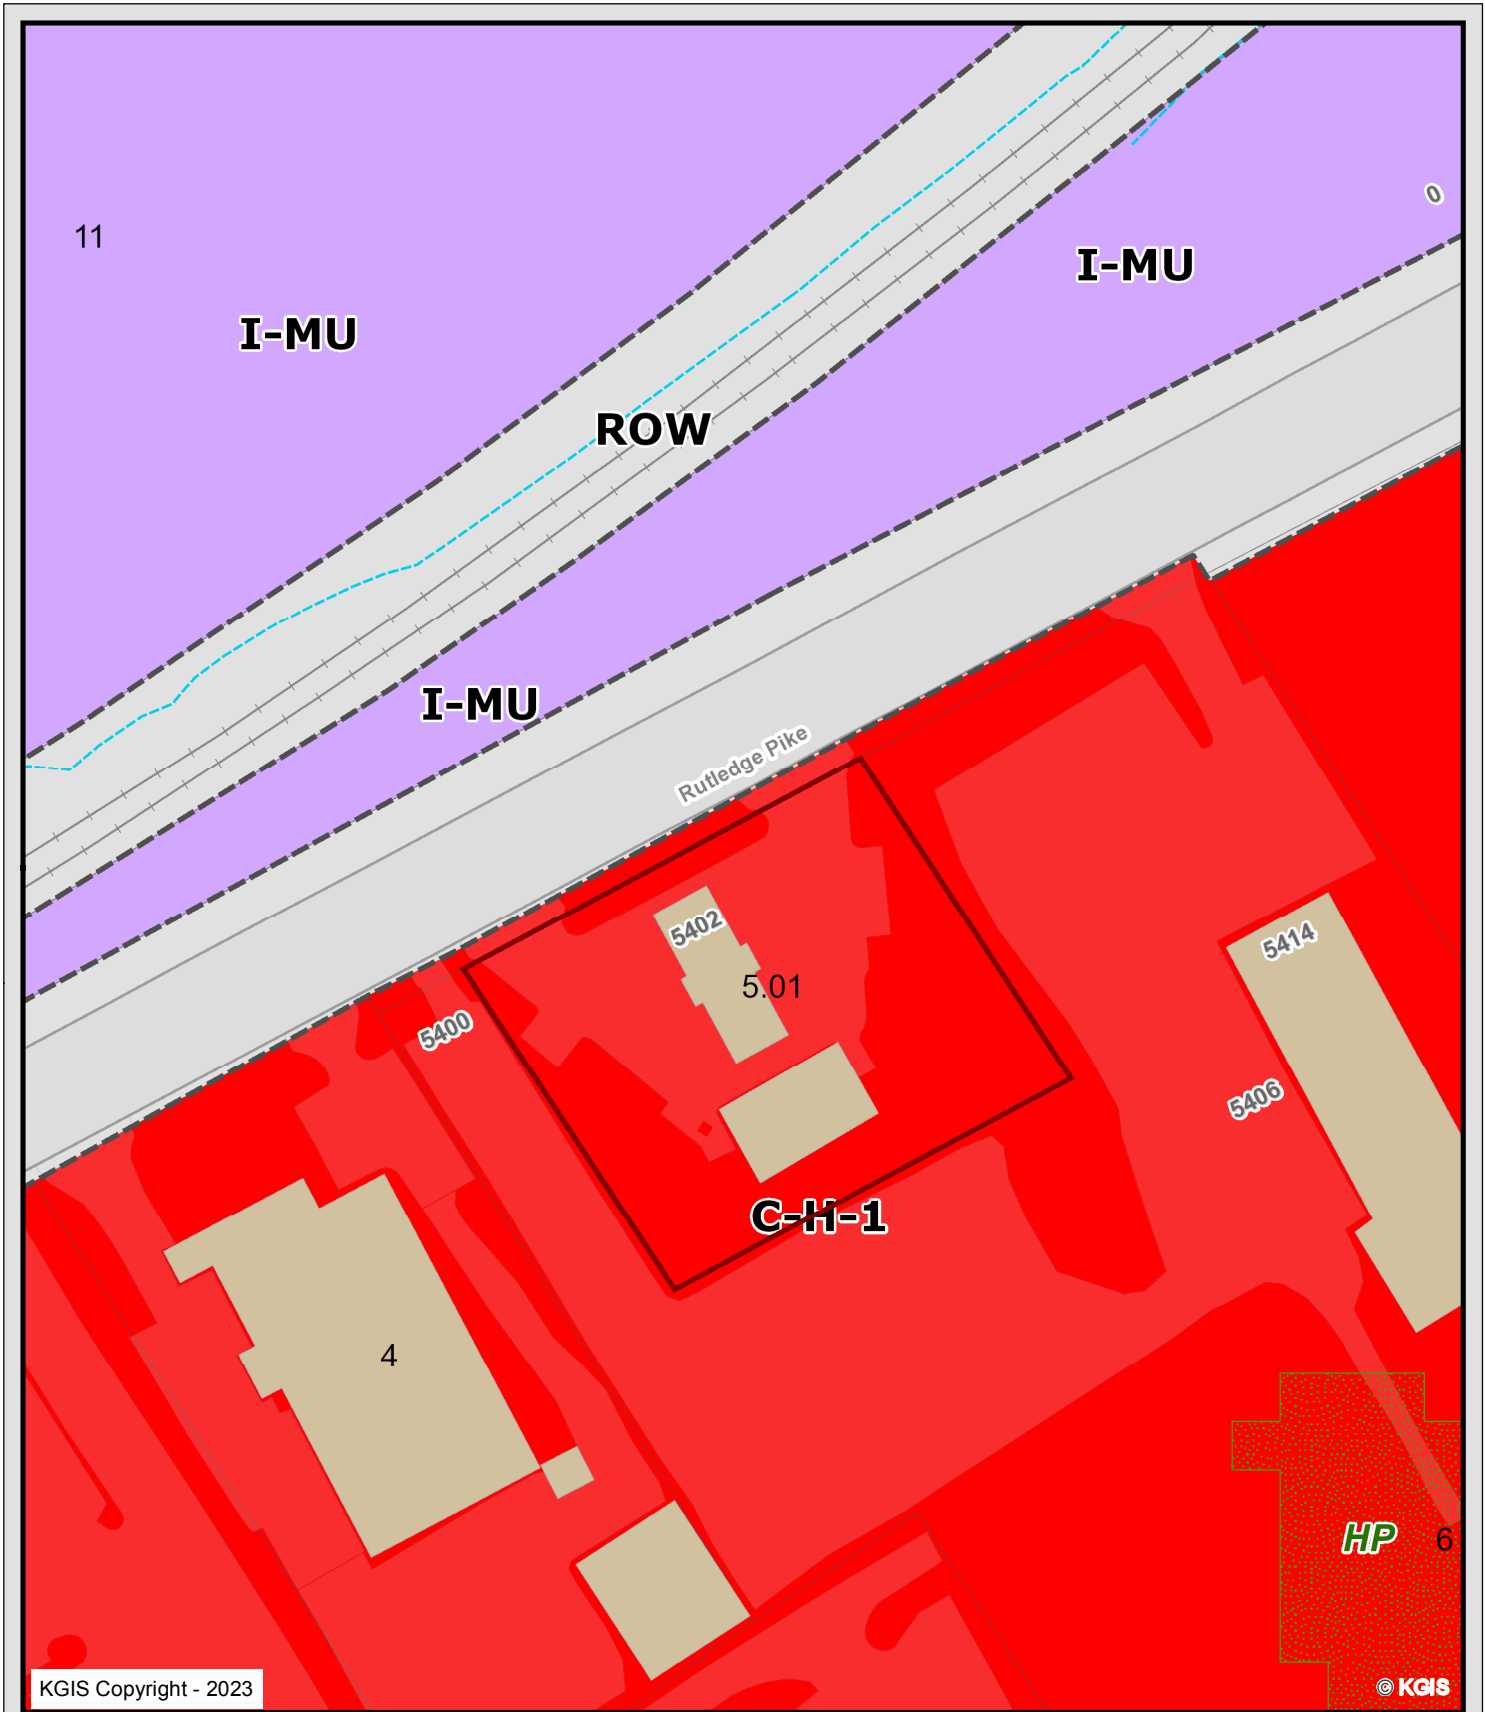 0
11
I-MU
I-MU
ROW
I-MU
Rutledge Pike
5402
5414
5.01
5400
5406
C-H-1
4
HP
6
KGIS Copyright - 2023
© KGIS